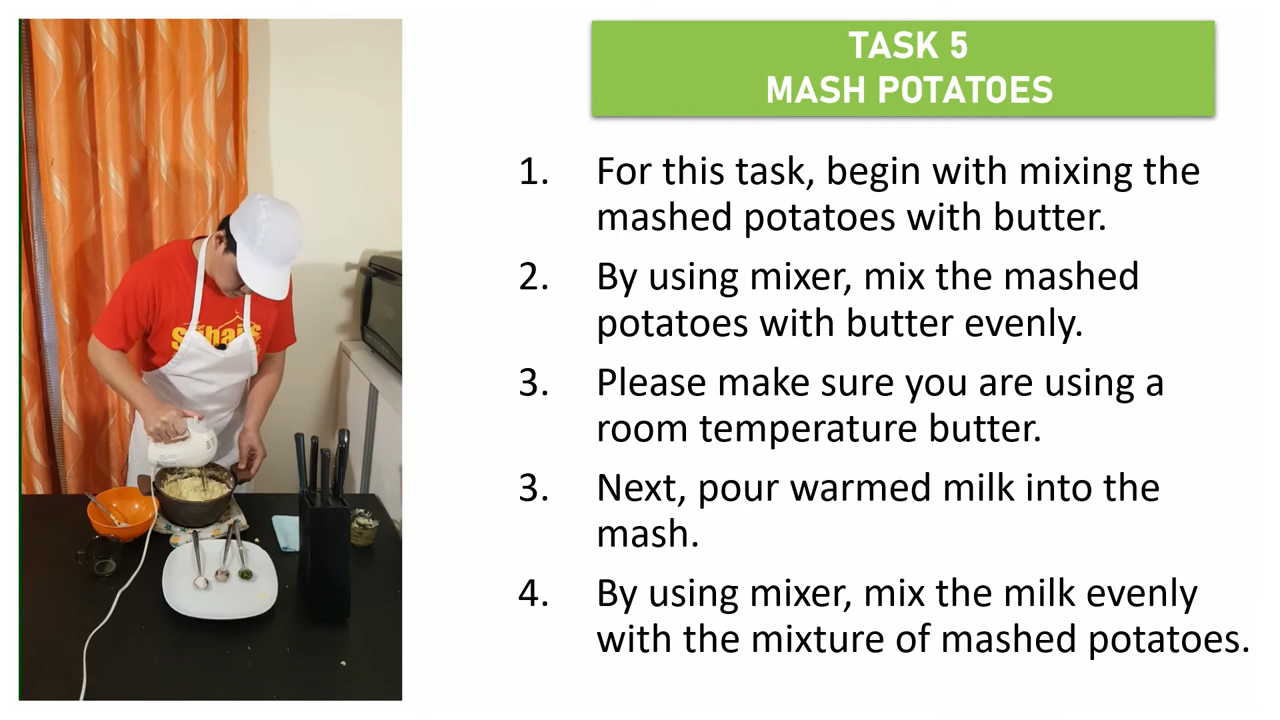 TASK 5
MASH POTATOES
1. For this task, begin with mixing the
mashed potatoes with butter.
2. By using mixer, mix the mashed
potatoes with butter evenly.
3. Please make sure you are using a
room temperature butter.
3. Next, pour warmed milk into the
mash.
4. By using mixer, mix the milk evenly
with the mixture of mashed potatoes.